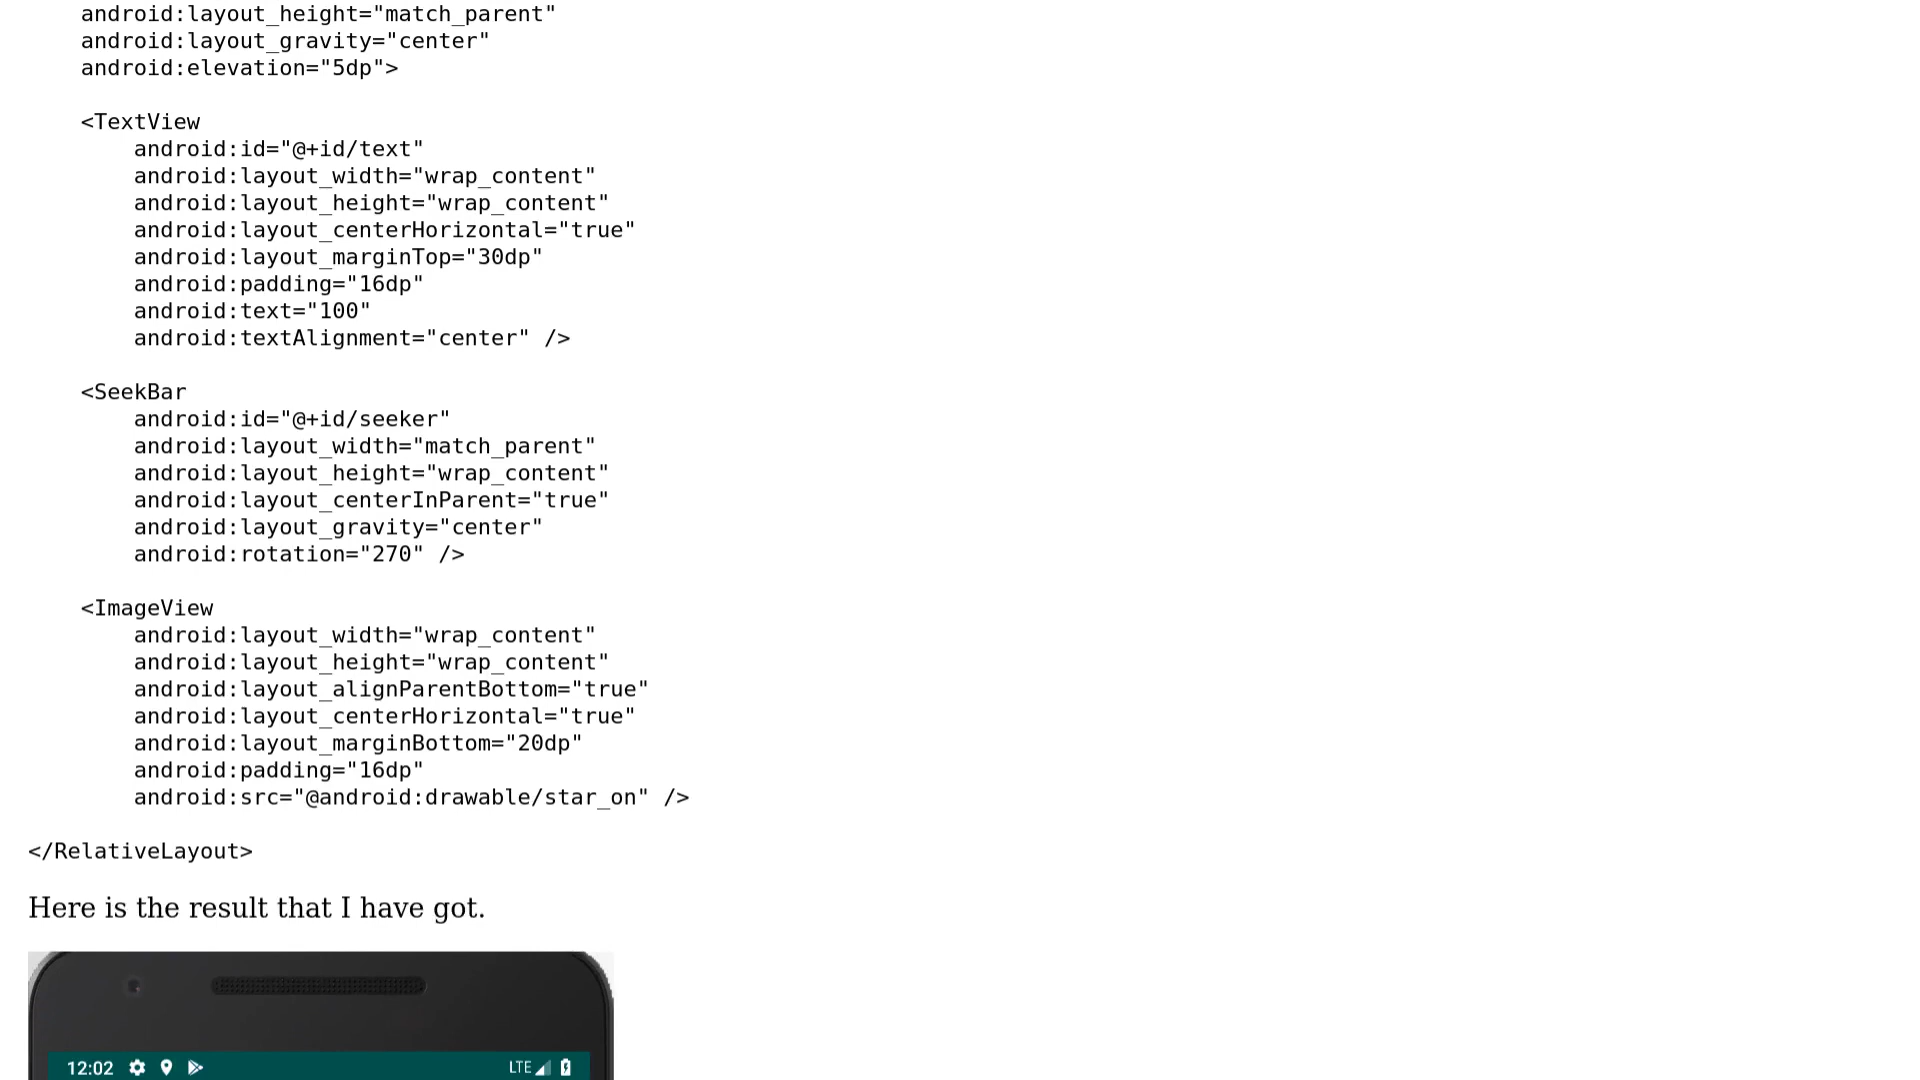 android:layout_height="match_parent"
android:layout_gravity="center"
android:elevation="5dp">
<TextView
android:id="@+id/text"
android:layout_width="wrap_content"
android:layout_height="wrap_content"
android:layout_centerHorizontal="true"
android:layout_marginTop="30dp"
android:padding="16dp"
android:text="100"
android:textAlignment="center" />
<SeekBar
android:id="@+id/seeker"
android:layout_width="match_parent"
android:layout_height="wrap_content"
android:layout_centerInParent="true"
android:layout_gravity="center"
android:rotation="270" />
<ImageView
android:layout_width="wrap_content"
android:layout_height="wrap_content"
android:layout_alignParentBottom="true"
android:layout_centerHorizontal="true"
android:layout_marginBottom="20dp"
android:padding="16dp"
android:src="@android:drawable/star_on" />
</RelativeLayout>
Here is the result that I have got.
12:02 LTE